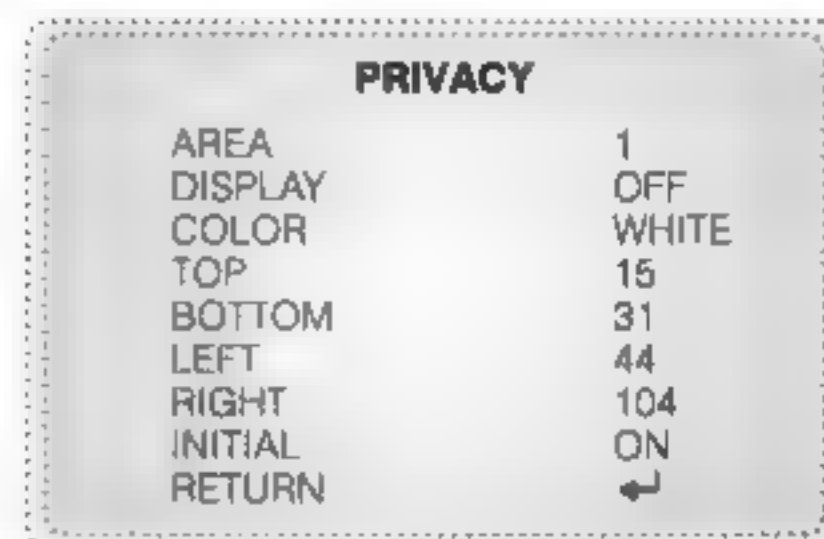 PRIVACY
AREA 1
DISPLAY OFF
COLOR WHITE
TOP 15
BOTTOM 31
LEFT 44
RIGHT 104
INITIAL ON
RETURN ↵